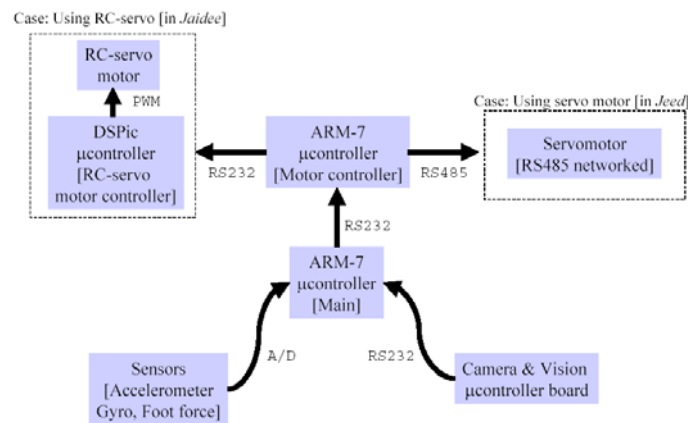 Case: Using RC-servo [in Jaidee]
RC-servo
motor
PWM
DSPic
μcontroller
[RC-servo
motor controller]
RS232
ARM-7
μcontroller
[Motor controller]
RS485
Case: Using servo motor [in Jeed]
Servomotor
[RS485 networked]
RS232
ARM-7
μcontroller
[Main]
A/D
RS232
Sensors
[Accelerometer
Gyro, Foot force]
Camera & Vision
μcontroller board